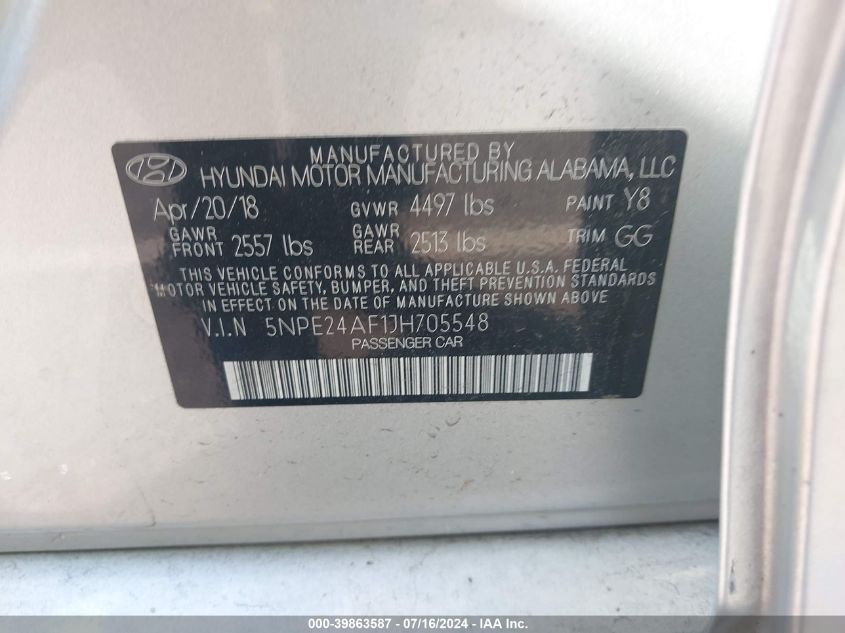 MANUFACTURED BY
HYUNDAI MOTOR MANUFACTURING ALABAMA, LLC
Apr/20/18 GVWR 4497 lbs PAINT Y8
GAWR FRONT 2557 lbs GAWR REAR 2513 lbs TRIM GG
THIS VEHICLE CONFORMS TO ALL APPLICABLE U.S.A. FEDERAL
MOTOR VEHICLE SAFETY, BUMPER, AND THEFT PREVENTION STANDARDS
IN EFFECT ON THE DATE OF MANUFACTURE SHOWN ABOVE
V.I.N 5NPE24AF1JH705548
PASSENGER CAR
000-39863587 - 07/16/2024 - IAA Inc.